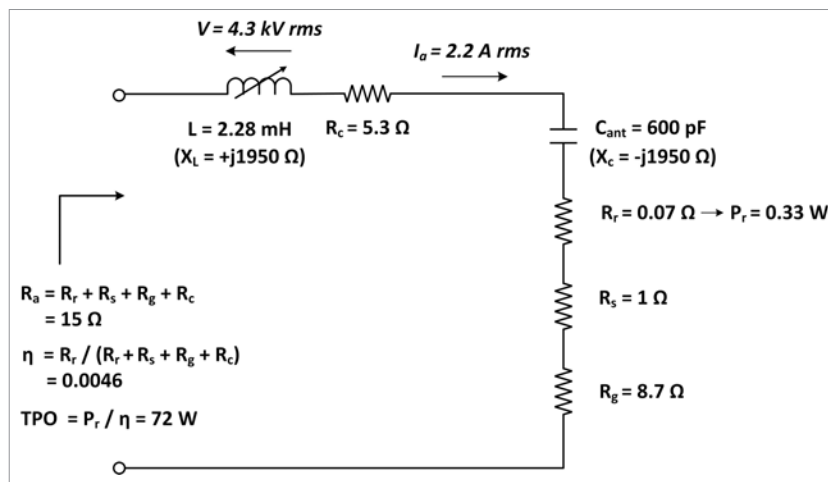 V = 4.3 kV rms
Iₐ = 2.2 A rms
L = 2.28 mH
(X_L = +j1950 Ω)
R_c = 5.3 Ω
C_ant = 600 pF
(X_c = -j1950 Ω)
R_r = 0.07 Ω → P_r = 0.33 W
R_s = 1 Ω
R_g = 8.7 Ω
R_a = R_r + R_s + R_g + R_c
= 15 Ω
η = R_r / (R_r + R_s + R_g + R_c)
= 0.0046
TPO = P_r / η = 72 W